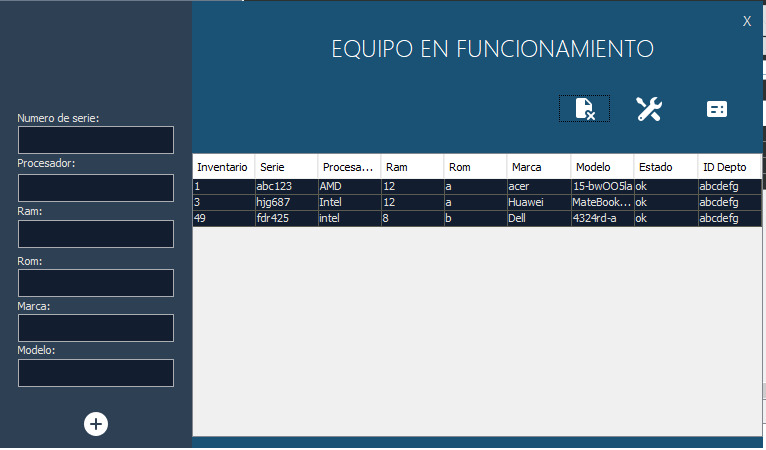 X
EQUIPO EN FUNCIONAMIENTO
Numero de serie:
Procesador:
Ram:
Rom:
Marca:
Modelo:
Inventario Serie Procesa... Ram Rom Marca Modelo Estado ID Depto
1 abc123 AMD 12 a acer 15-bwOO5la ok abcdefg
3 hjg687 Intel 12 a Huawei MateBook... ok abcdefg
49 fdr425 intel 8 b Dell 4324rd-a ok abcdefg